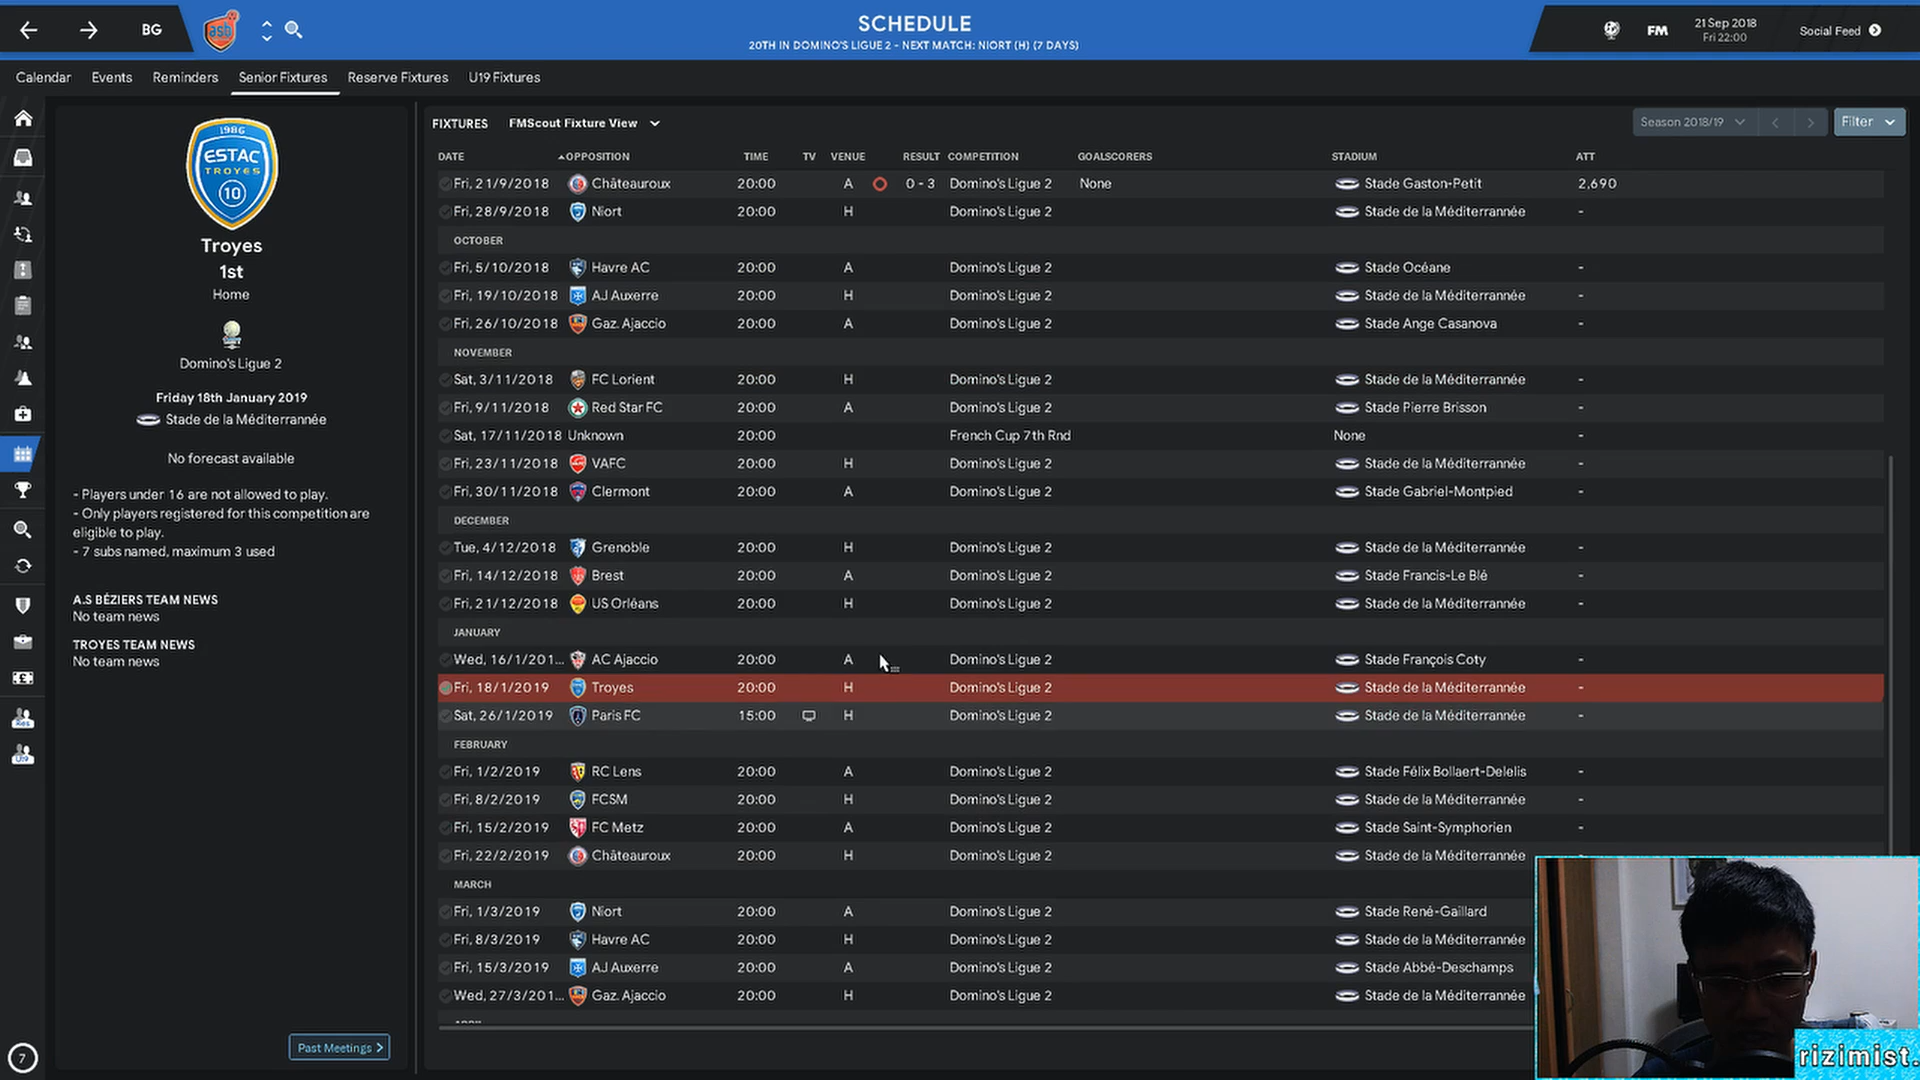 BG
asb
SCHEDULE
20TH IN DOMINO'S LIGUE 2 - NEXT MATCH: NIORT (H) (7 DAYS)
FM
21 Sep 2018
Fri 22:00
Social Feed
Calendar Events Reminders Senior Fixtures Reserve Fixtures U19 Fixtures
1986
ESTAC
TROYES
10
Troyes
1st
Home
Domino's Ligue 2
Friday 18th January 2019
Stade de la Méditerrannée
No forecast available
- Players under 16 are not allowed to play.
- Only players registered for this competition are
eligible to play.
- 7 subs named, maximum 3 used
A.S BÉZIERS TEAM NEWS
No team news
TROYES TEAM NEWS
No team news
Past Meetings >
Res
U19
7
FIXTURES FMScout Fixture View
Season 2018/19 Filter
DATE OPPOSITION TIME TV VENUE RESULT COMPETITION GOALSCORERS STADIUM ATT
Fri, 21/9/2018 Châteauroux 20:00 A 0 - 3 Domino's Ligue 2 None Stade Gaston-Petit 2,690
Fri, 28/9/2018 Niort 20:00 H Domino's Ligue 2 Stade de la Méditerrannée -
OCTOBER
Fri, 5/10/2018 Havre AC 20:00 A Domino's Ligue 2 Stade Océane -
Fri, 19/10/2018 AJ Auxerre 20:00 H Domino's Ligue 2 Stade de la Méditerrannée -
Fri, 26/10/2018 Gaz. Ajaccio 20:00 A Domino's Ligue 2 Stade Ange Casanova -
NOVEMBER
Sat, 3/11/2018 FC Lorient 20:00 H Domino's Ligue 2 Stade de la Méditerrannée -
Fri, 9/11/2018 Red Star FC 20:00 A Domino's Ligue 2 Stade Pierre Brisson -
Sat, 17/11/2018 Unknown 20:00 French Cup 7th Rnd None -
Fri, 23/11/2018 VAFC 20:00 H Domino's Ligue 2 Stade de la Méditerrannée -
Fri, 30/11/2018 Clermont 20:00 A Domino's Ligue 2 Stade Gabriel-Montpied -
DECEMBER
Tue, 4/12/2018 Grenoble 20:00 H Domino's Ligue 2 Stade de la Méditerrannée -
Fri, 14/12/2018 Brest 20:00 A Domino's Ligue 2 Stade Francis-Le Blé -
Fri, 21/12/2018 US Orléans 20:00 H Domino's Ligue 2 Stade de la Méditerrannée -
JANUARY
Wed, 16/1/201... AC Ajaccio 20:00 A Domino's Ligue 2 Stade François Coty -
Fri, 18/1/2019 Troyes 20:00 H Domino's Ligue 2 Stade de la Méditerrannée -
Sat, 26/1/2019 Paris FC 15:00 H Domino's Ligue 2 Stade de la Méditerrannée -
FEBRUARY
Fri, 1/2/2019 RC Lens 20:00 A Domino's Ligue 2 Stade Félix Bollaert-Delelis -
Fri, 8/2/2019 FCSM 20:00 H Domino's Ligue 2 Stade de la Méditerrannée -
Fri, 15/2/2019 FC Metz 20:00 A Domino's Ligue 2 Stade Saint-Symphorien -
Fri, 22/2/2019 Châteauroux 20:00 H Domino's Ligue 2 Stade de la Méditerrannée
MARCH
Fri, 1/3/2019 Niort 20:00 A Domino's Ligue 2 Stade René-Gaillard
Fri, 8/3/2019 Havre AC 20:00 H Domino's Ligue 2 Stade de la Méditerrannée
Fri, 15/3/2019 AJ Auxerre 20:00 A Domino's Ligue 2 Stade Abbé-Deschamps
Wed, 27/3/201... Gaz. Ajaccio 20:00 H Domino's Ligue 2 Stade de la Méditerrannée
rizimist.